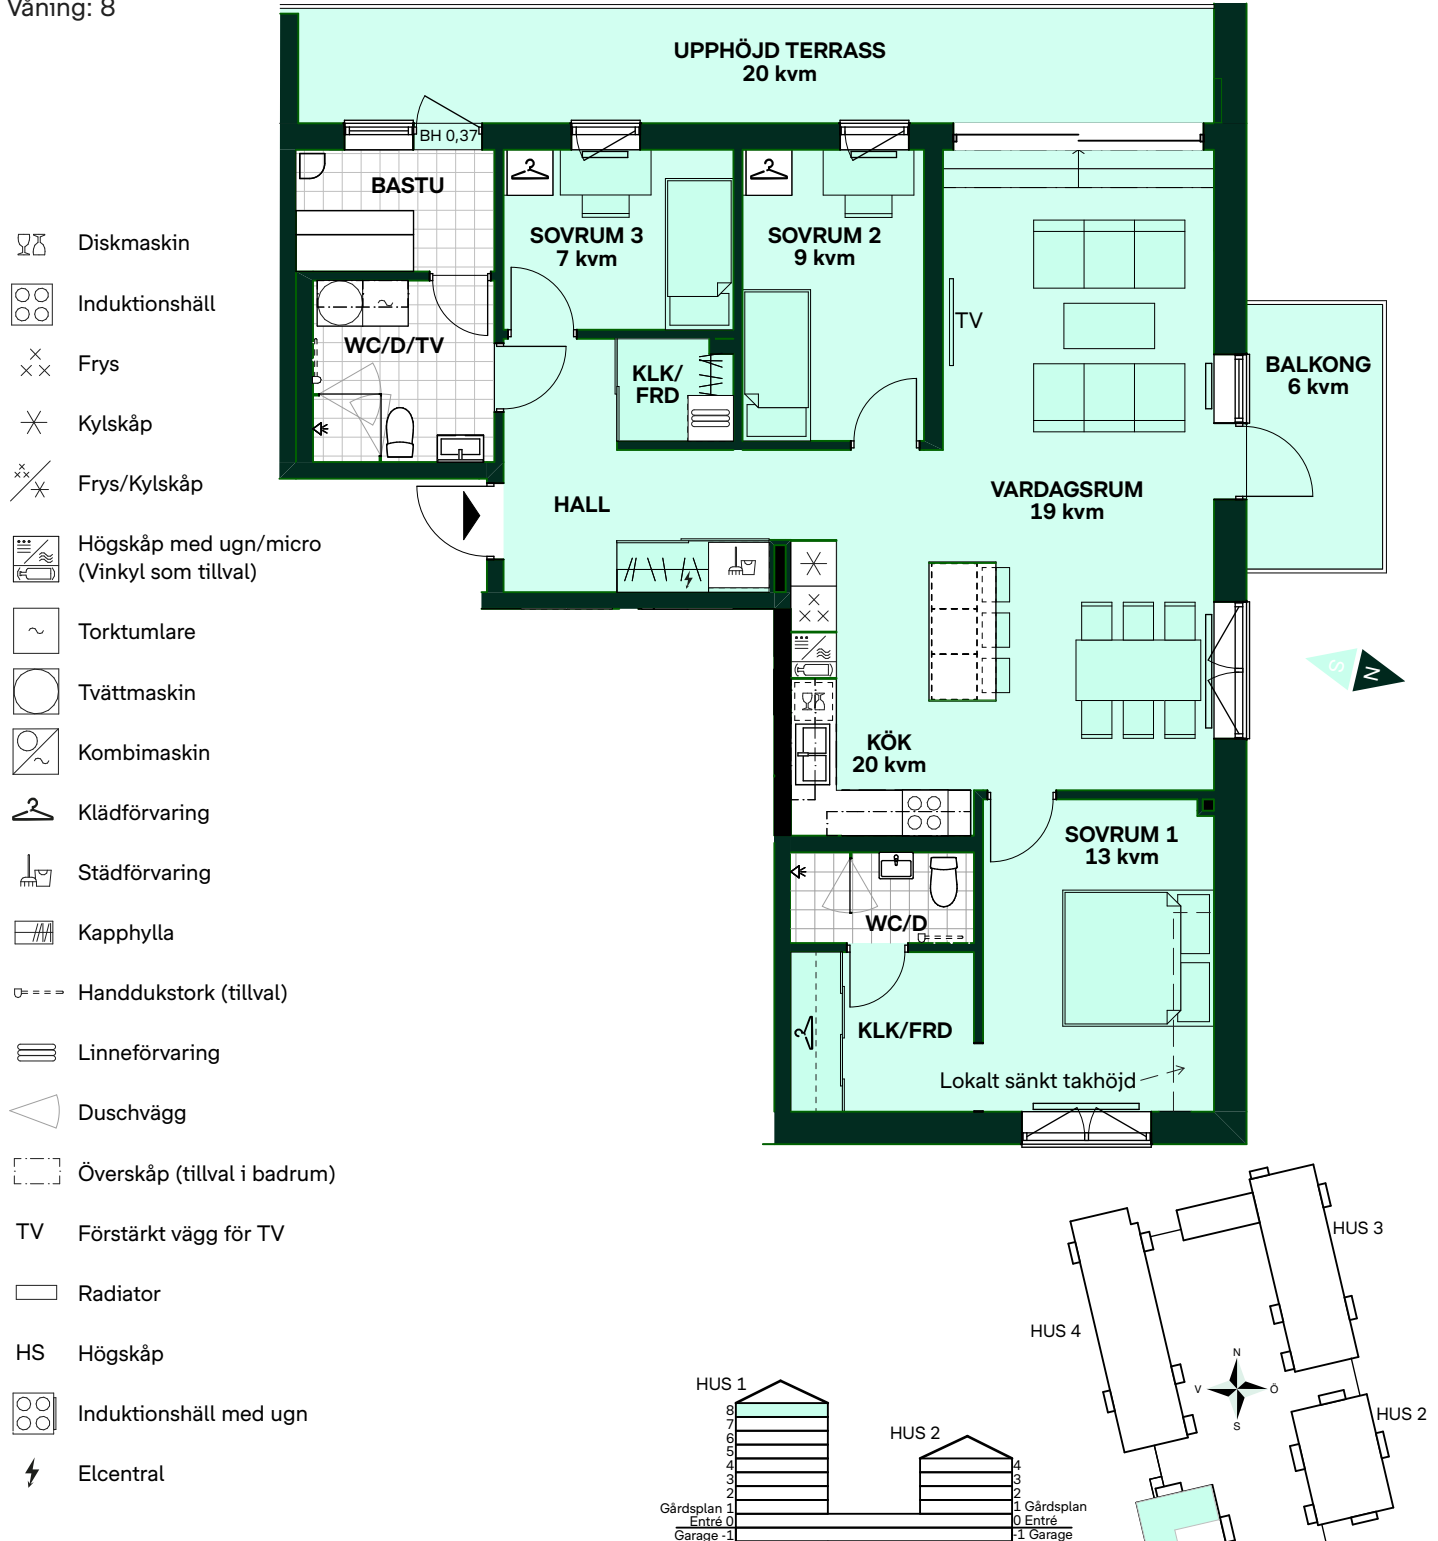 Våning: 8
UPPHÖJD TERRASS
20 kvm
BH 0,37
BASTU
SOVRUM 3
7 kvm
SOVRUM 2
9 kvm
TV
WC/D/TV
KLK/
FRD
BALKONG
6 kvm
HALL
VARDAGSRUM
19 kvm
KÖK
20 kvm
SOVRUM 1
13 kvm
WC/D
KLK/FRD
Lokalt sänkt takhöjd
S
N
Diskmaskin
Induktionshäll
Frys
Kylskåp
Frys/Kylskåp
Högskåp med ugn/micro
(Vinkyl som tillval)
Torktumlare
Tvättmaskin
Kombimaskin
Klädförvaring
Städförvaring
Kapphylla
Handdukstork (tillval)
Linneförvaring
Duschvägg
Överskåp (tillval i badrum)
TV Förstärkt vägg för TV
Radiator
HS Högskåp
Induktionshäll med ugn
Elcentral
HUS 1
8
7
6
5
4
3
2
Gårdsplan 1
Entré 0
Garage -1
HUS 2
4
3
2
1 Gårdsplan
0 Entré
-1 Garage
HUS 3
HUS 4
N
V
Ö
S
HUS 2